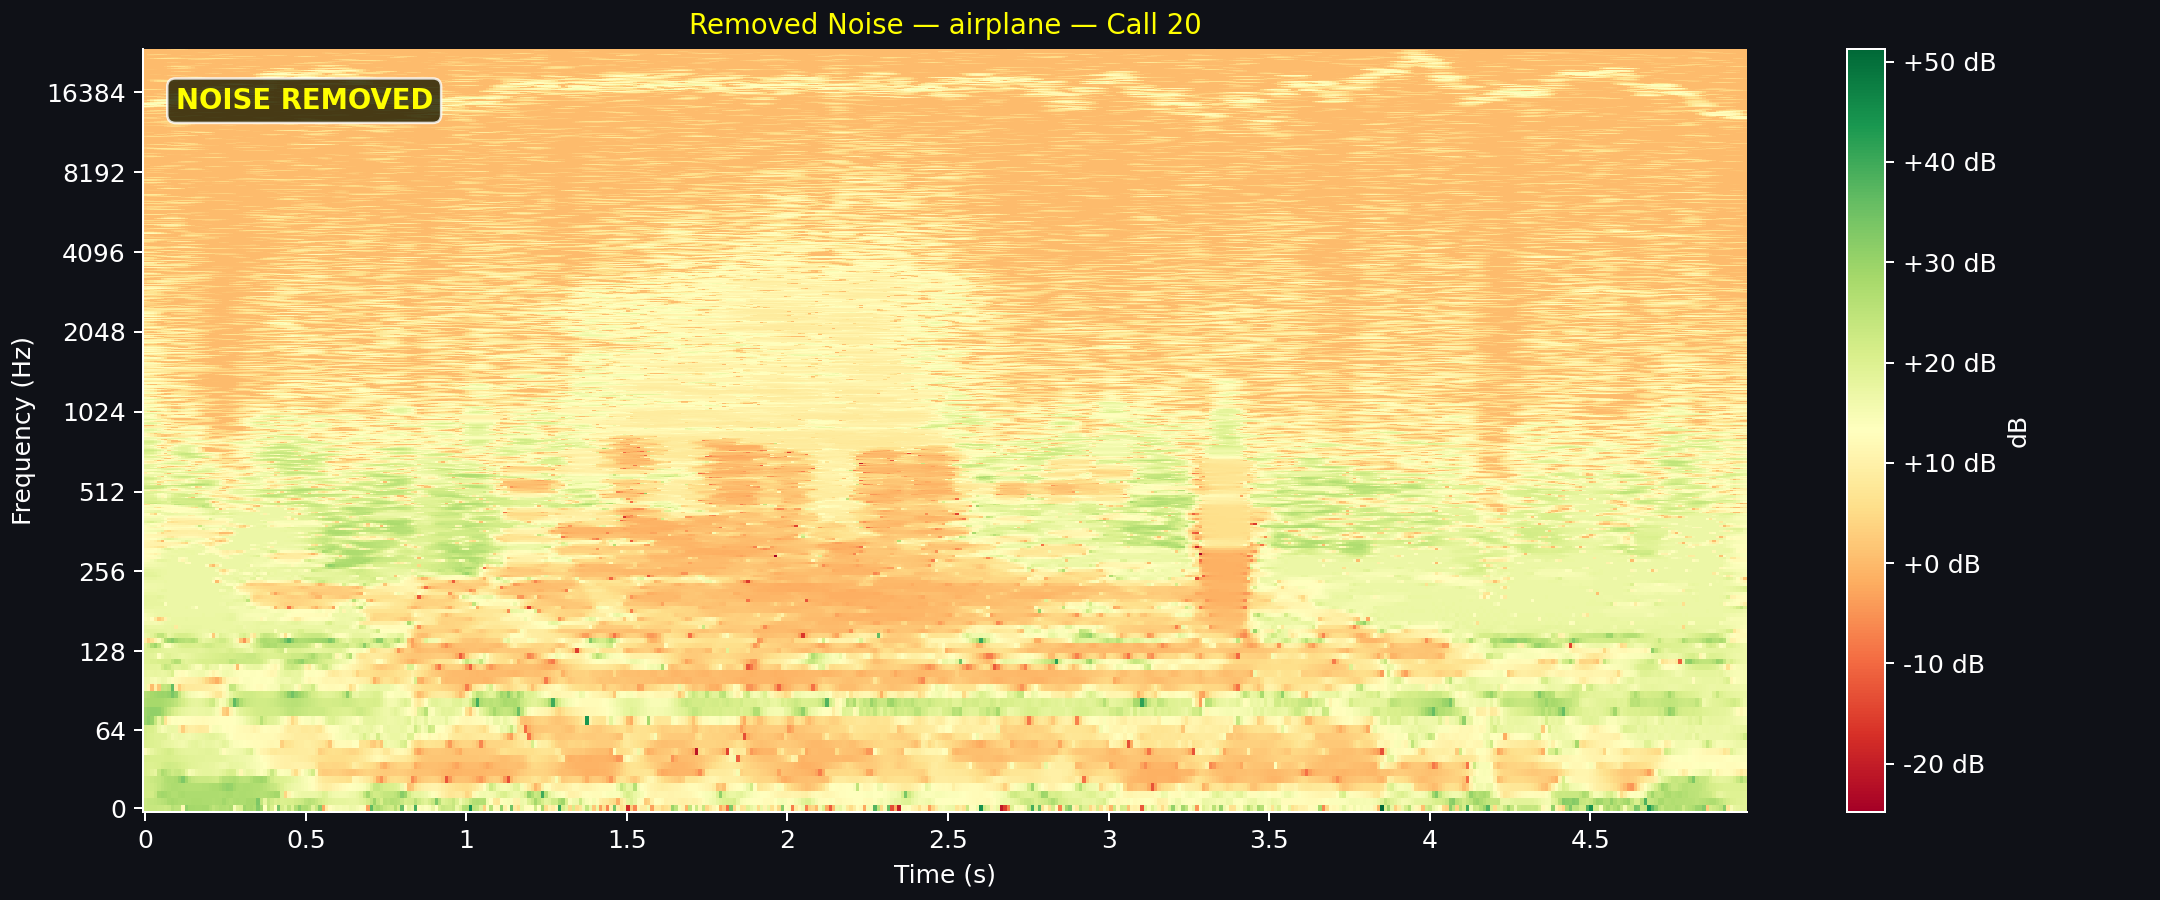 Removed Noise — airplane — Call 20
NOISE REMOVED
Frequency (Hz)
16384
8192
4096
2048
1024
512
256
128
64
0
0 0.5 1 1.5 2 2.5 3 3.5 4 4.5
Time (s)
+50 dB
+40 dB
+30 dB
+20 dB
+10 dB
+0 dB
-10 dB
-20 dB
dB